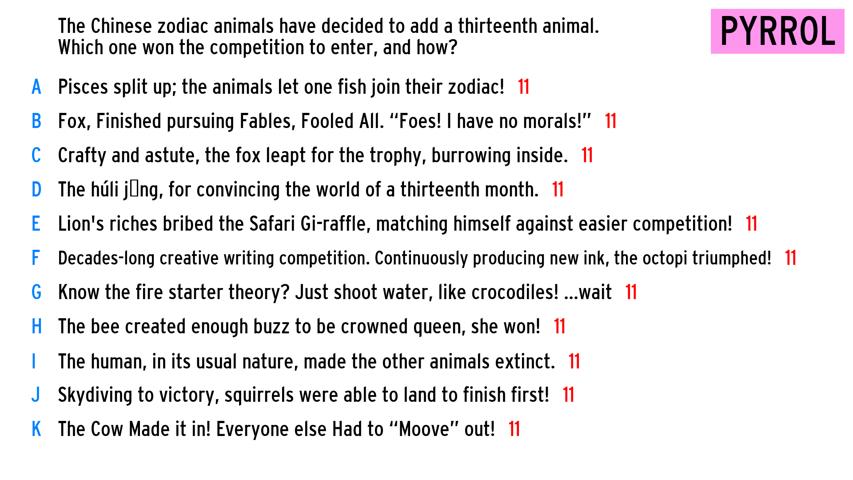 The Chinese zodiac animals have decided to add a thirteenth animal.
Which one won the competition to enter, and how?
PYRROL
A Pisces split up; the animals let one fish join their zodiac! 11
B Fox, Finished pursuing Fables, Fooled All. “Foes! I have no morals!” 11
C Crafty and astute, the fox leapt for the trophy, burrowing inside. 11
D The húli j▯ng, for convincing the world of a thirteenth month. 11
E Lion's riches bribed the Safari Gi-raffle, matching himself against easier competition! 11
F Decades-long creative writing competition. Continuously producing new ink, the octopi triumphed! 11
G Know the fire starter theory? Just shoot water, like crocodiles! ...wait 11
H The bee created enough buzz to be crowned queen, she won! 11
I The human, in its usual nature, made the other animals extinct. 11
J Skydiving to victory, squirrels were able to land to finish first! 11
K The Cow Made it in! Everyone else Had to “Moove” out! 11